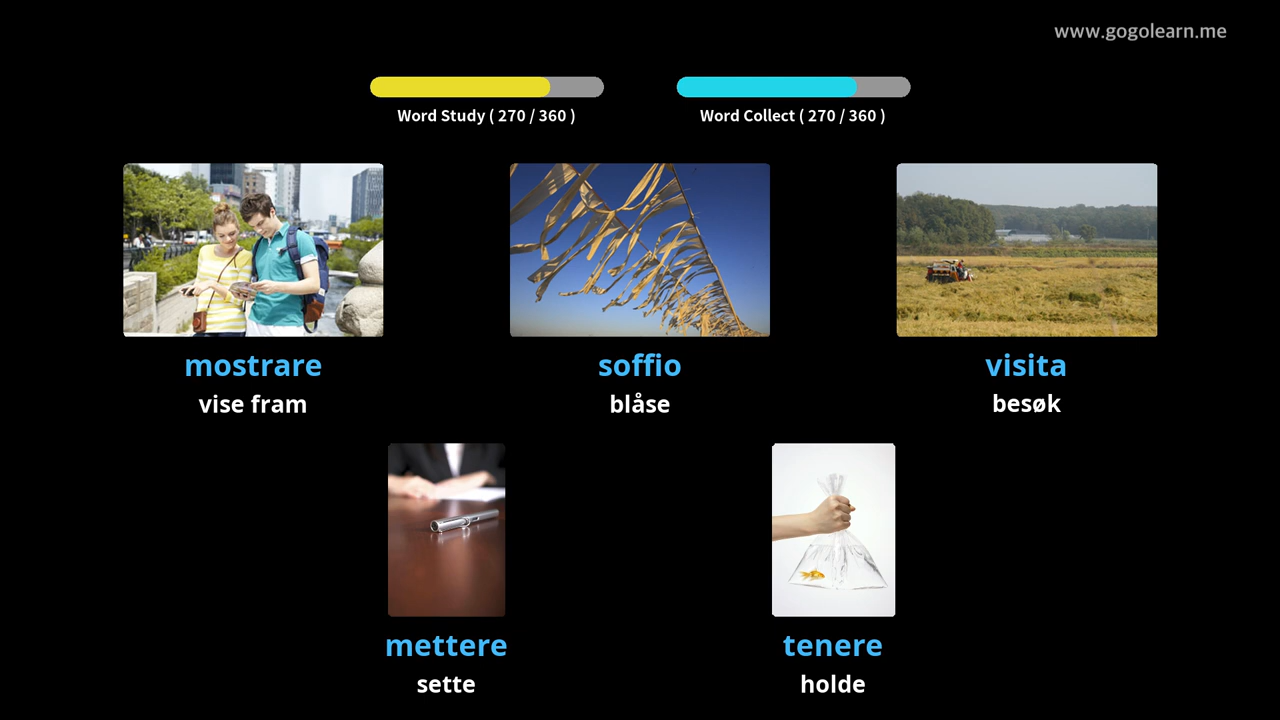 www.gogolearn.me
Word Study ( 270 / 360 )
Word Collect ( 270 / 360 )
mostrare
vise fram
soffio
blåse
visita
besøk
mettere
sette
tenere
holde